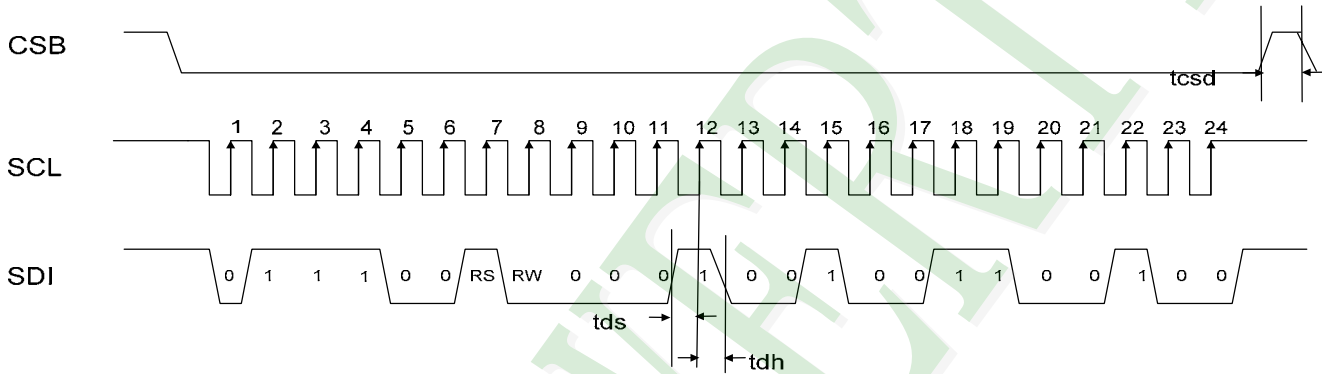 CSB
tcsd
1 2 3 4 5 6 7 8 9 10 11 12 13 14 15 16 17 18 19 20 21 22 23 24
SCL
SDI
0 1 1 1 0 0 RS RW 0 0 0 1 0 0 1 0 0 1 1 0 0 1 0 0
tds
tdh